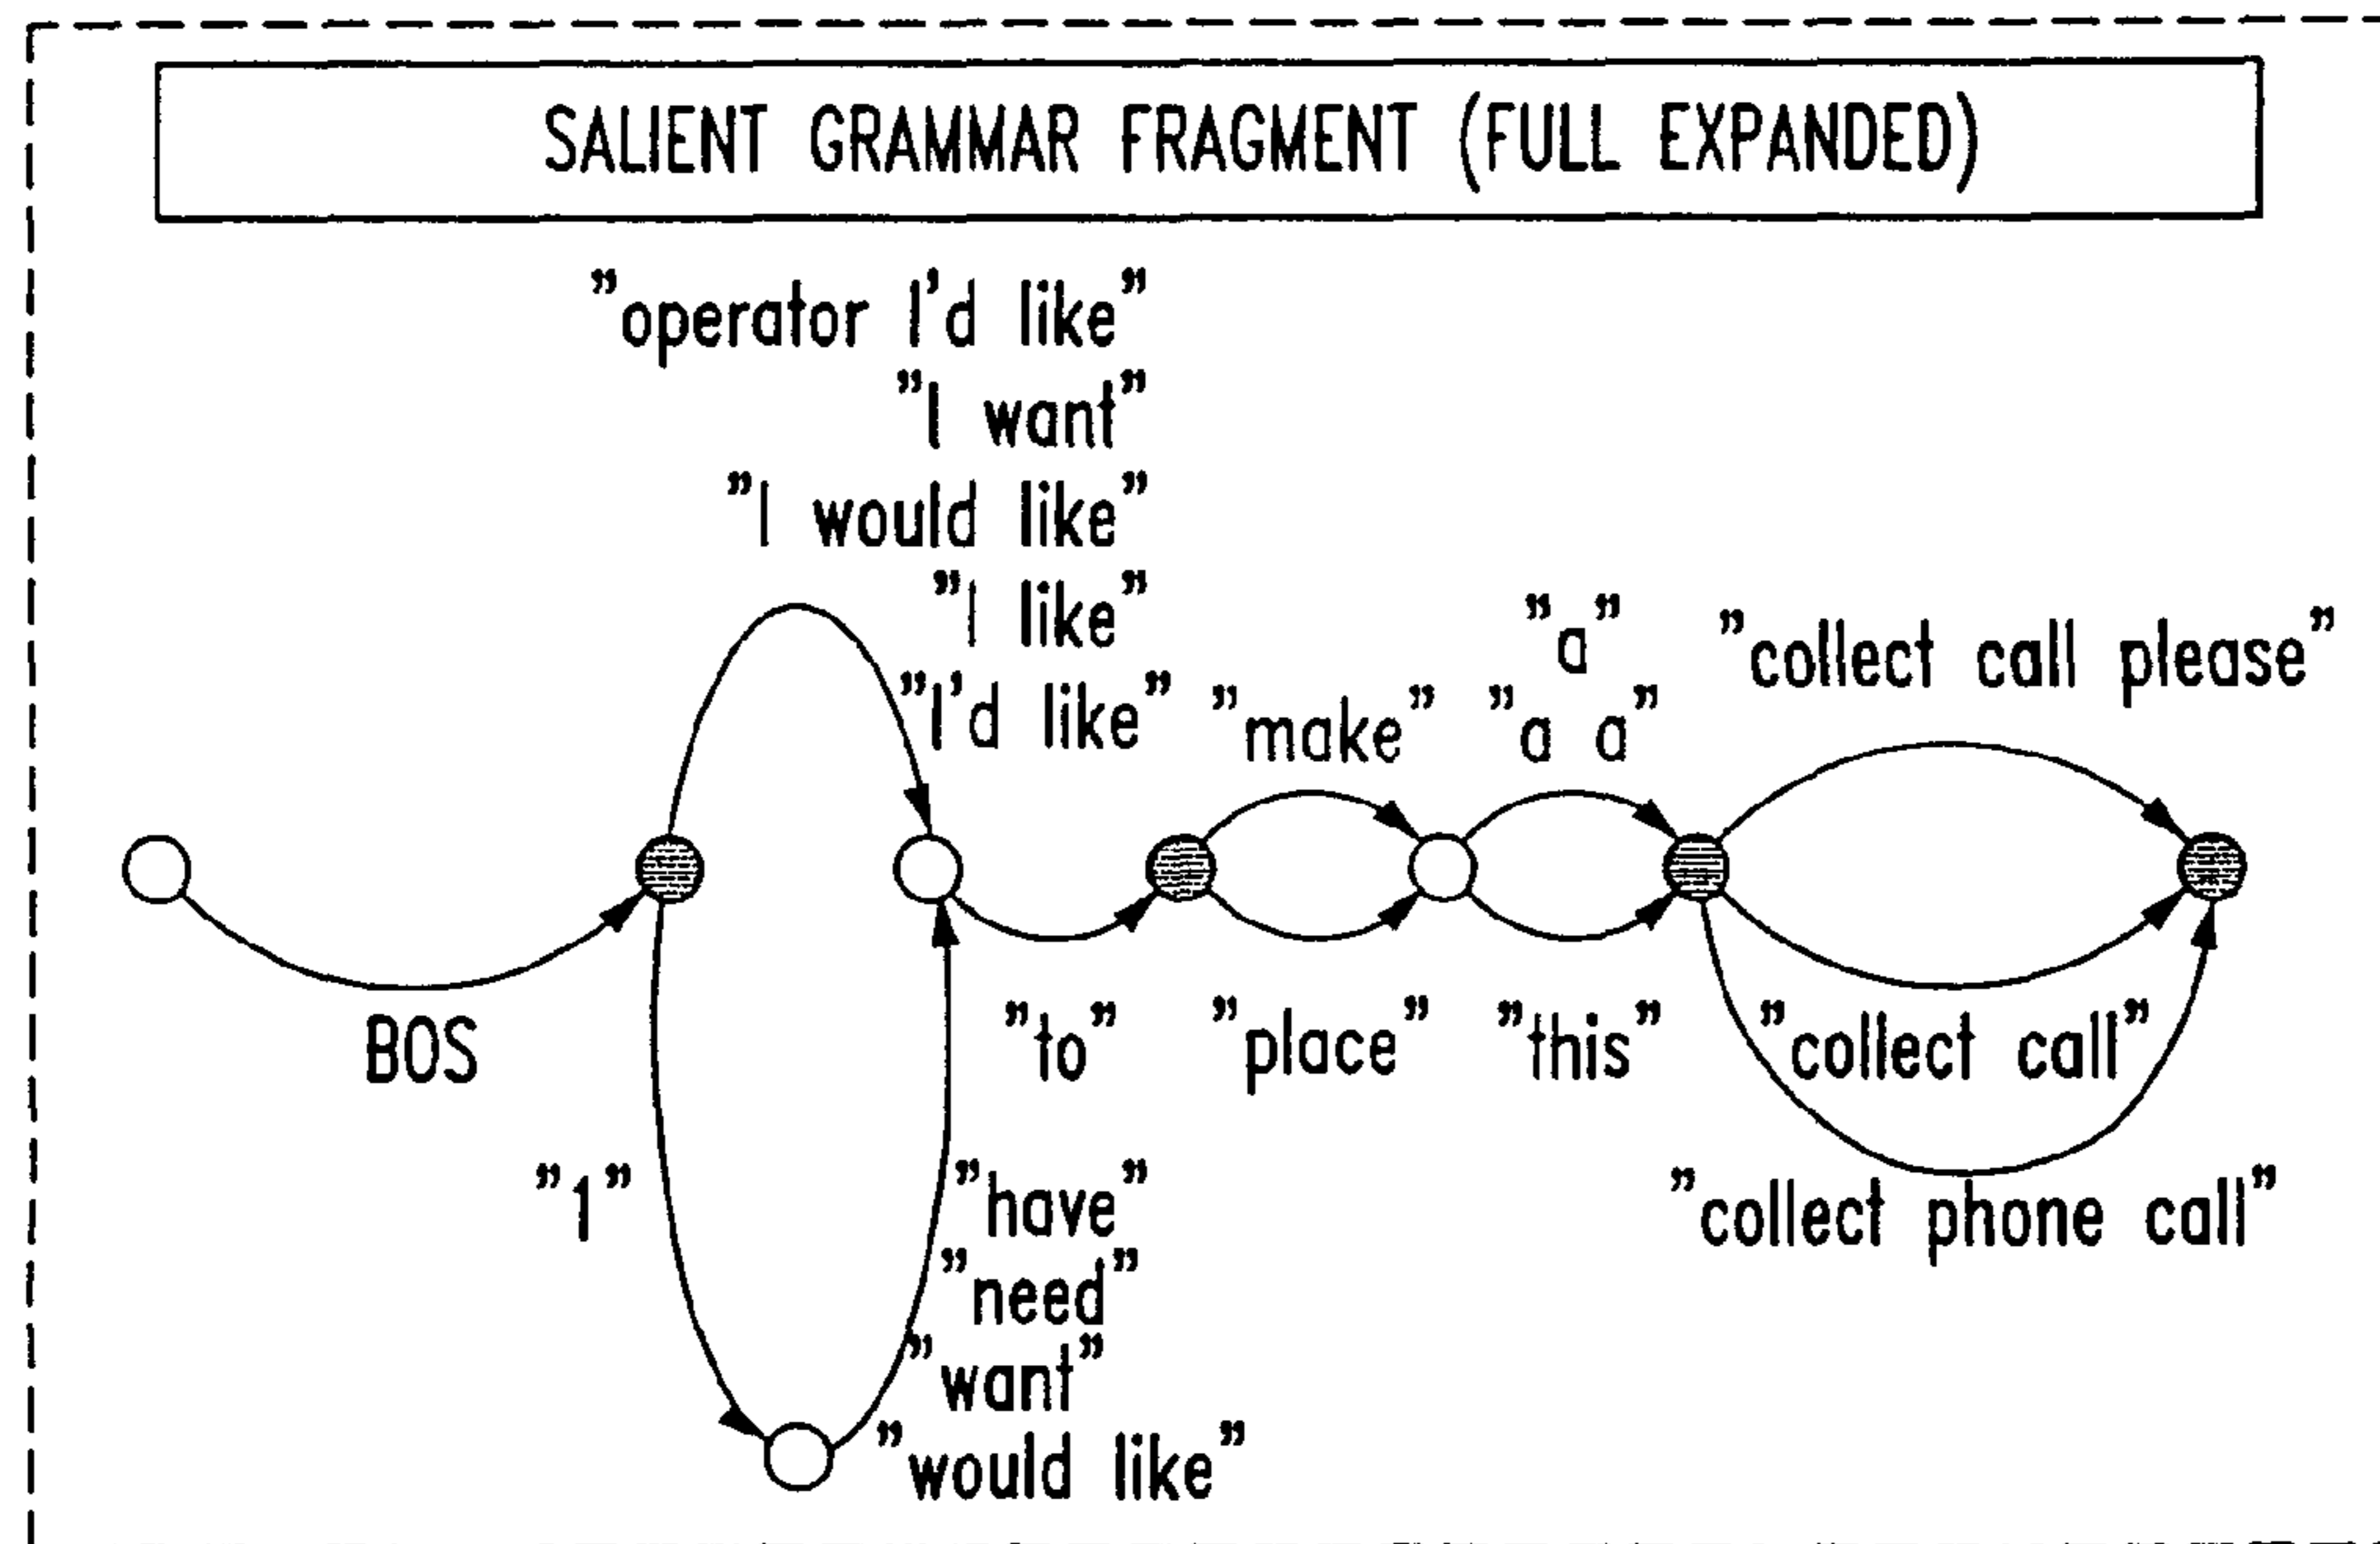 SALIENT GRAMMAR FRAGMENT (FULL EXPANDED)
"operator I'd like"
"I want"
"I would like"
"I like"
"I'd like"
"make"
"a"
"a a"
"collect call please"
BOS
"to"
"place"
"this"
"collect call"
"1"
"have"
"need"
"want"
"would like"
"collect phone call"